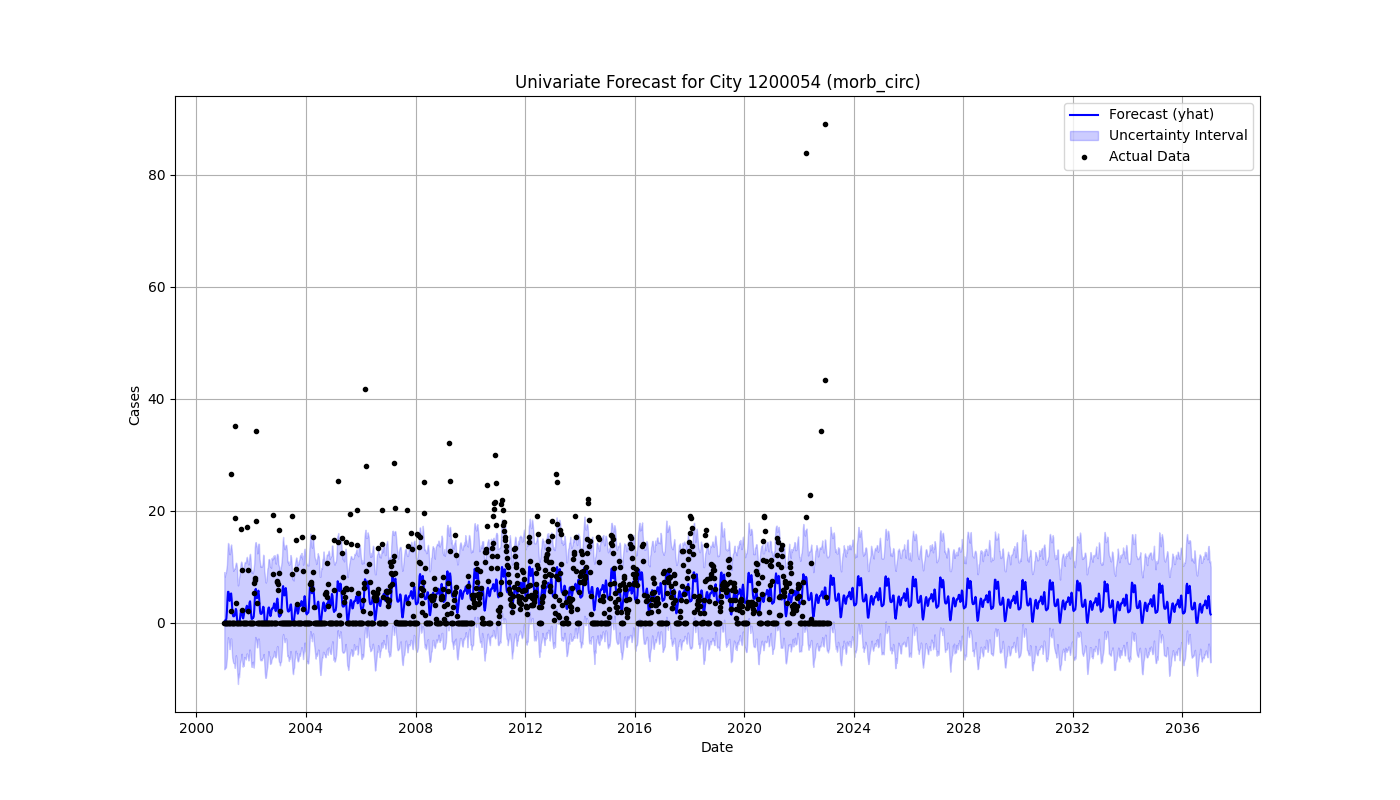 Univariate Forecast for City 1200054 (morb_circ)
Forecast (yhat)
Uncertainty Interval
Actual Data
Cases
80
60
40
20
0
2000 2004 2008 2012 2016 2020 2024 2028 2032 2036
Date